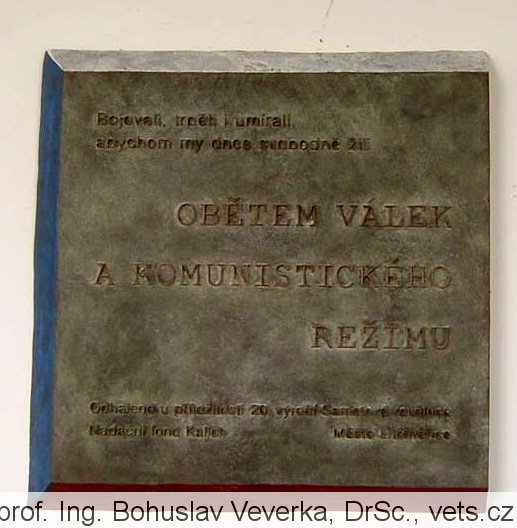 Bojovali, trpěli i umírali,
abychom my dnes svobodně žili
OBĚTEM VÁLEK
A KOMUNISTICKÉHO
REŽIMU
Odhaleno u příležitosti 20. výročí Sametové revoluce
Nadační fond Kalich Město Litoměřice
prof. Ing. Bohuslav Veverka, DrSc., vets.cz